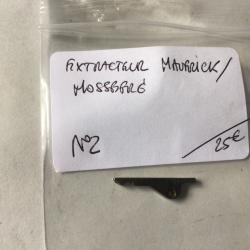 EXTRACTEUR MAVERICK/
MOSSBERG
N°2
25€